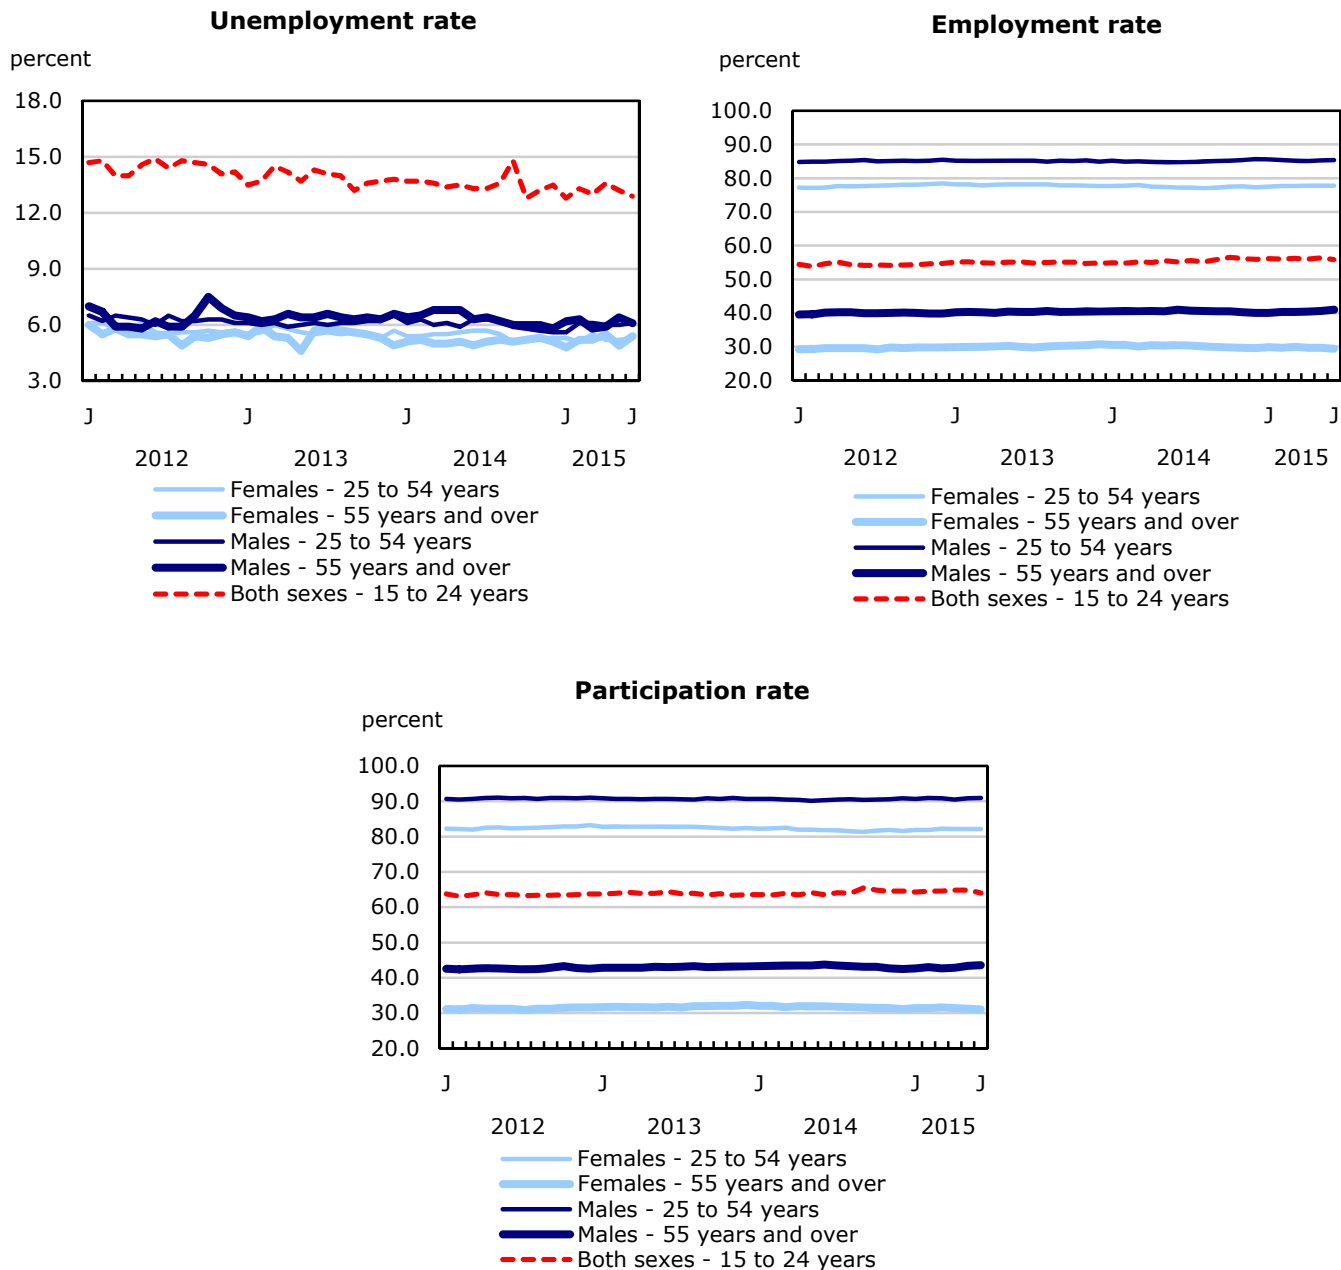 Unemployment rate
percent
18.0
15.0
12.0
9.0
6.0
3.0
J J J J J
2012 2013 2014 2015
Females - 25 to 54 years
Females - 55 years and over
Males - 25 to 54 years
Males - 55 years and over
Both sexes - 15 to 24 years
Employment rate
percent
100.0
90.0
80.0
70.0
60.0
50.0
40.0
30.0
20.0
J J J J J
2012 2013 2014 2015
Females - 25 to 54 years
Females - 55 years and over
Males - 25 to 54 years
Males - 55 years and over
Both sexes - 15 to 24 years
Participation rate
percent
100.0
90.0
80.0
70.0
60.0
50.0
40.0
30.0
20.0
J J J J J
2012 2013 2014 2015
Females - 25 to 54 years
Females - 55 years and over
Males - 25 to 54 years
Males - 55 years and over
Both sexes - 15 to 24 years